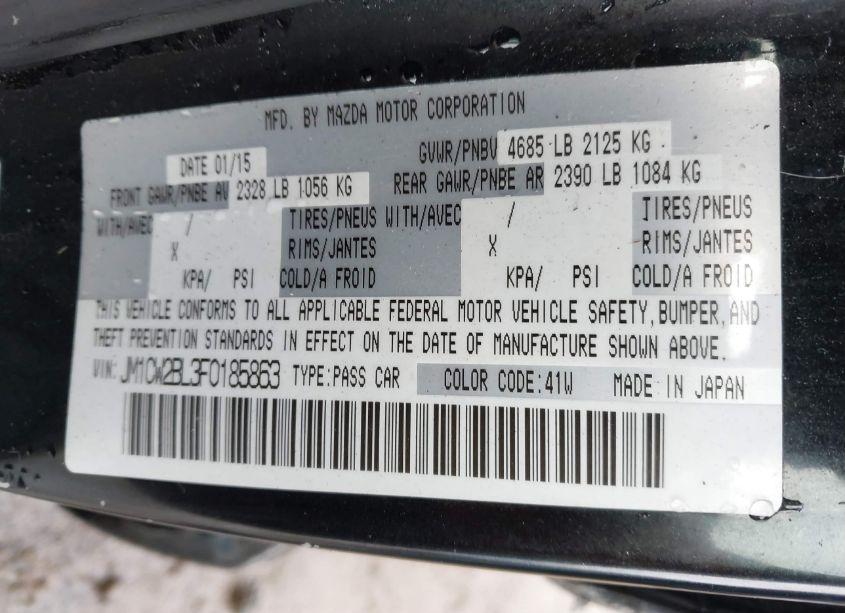 MFD. BY MAZDA MOTOR CORPORATION
DATE 01/15 GVWR/PNBV 4685 LB 2125 KG
FRONT GAWR/PNBE AV 2328 LB 1056 KG REAR GAWR/PNBE AR 2390 LB 1084 KG
WITH/AVEC / TIRES/PNEUS WITH/AVEC / TIRES/PNEUS
X RIMS/JANTES X RIMS/JANTES
KPA/ PSI COLD/A FROID KPA/ PSI COLD/A FROID
THIS VEHICLE CONFORMS TO ALL APPLICABLE FEDERAL MOTOR VEHICLE SAFETY, BUMPER, AND
THEFT PREVENTION STANDARDS IN EFFECT ON THE DATE OF MANUFACTURE SHOWN ABOVE.
VIN: JM1CW2BL3F0185863 TYPE:PASS CAR COLOR CODE:41W MADE IN JAPAN